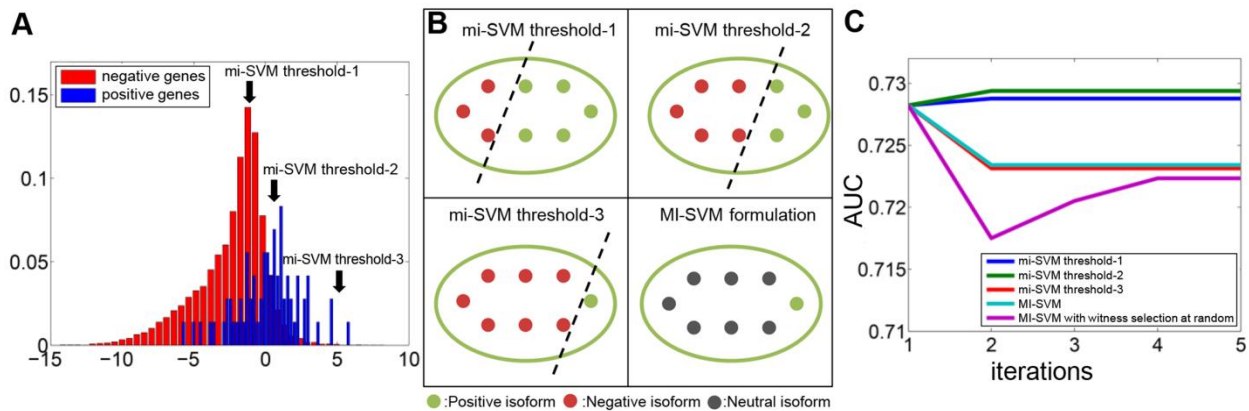 A
negative genes
positive genes
mi-SVM threshold-1
mi-SVM threshold-2
mi-SVM threshold-3
0.15
0.1
0.05
0
−15
−10
−5
0
5
10
B
mi-SVM threshold-1
mi-SVM threshold-2
mi-SVM threshold-3
MI-SVM formulation
:Positive isoform
:Negative isoform
:Neutral isoform
C
AUC
0.73
0.725
0.72
0.715
0.71
mi-SVM threshold-1
mi-SVM threshold-2
mi-SVM threshold-3
MI-SVM
MI-SVM with witness selection at random
1
2
3
4
5
iterations